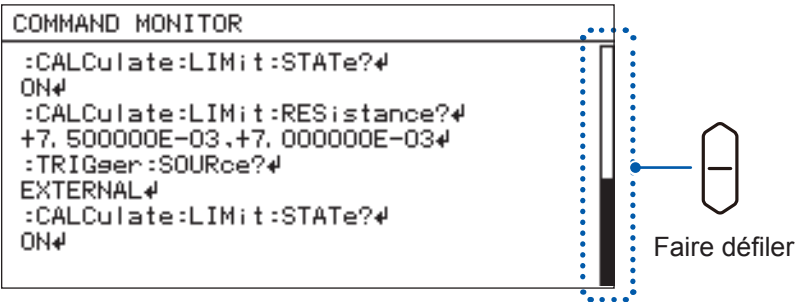 COMMAND MONITOR
:CALCulate:LIMit:STATe?↲
ON↲
:CALCulate:LIMit:RESistance?↲
+7.500000E-03,+7.000000E-03↲
:TRIGger:SOURce?↲
EXTERNAL↲
:CALCulate:LIMit:STATe?↲
ON↲
Faire défiler